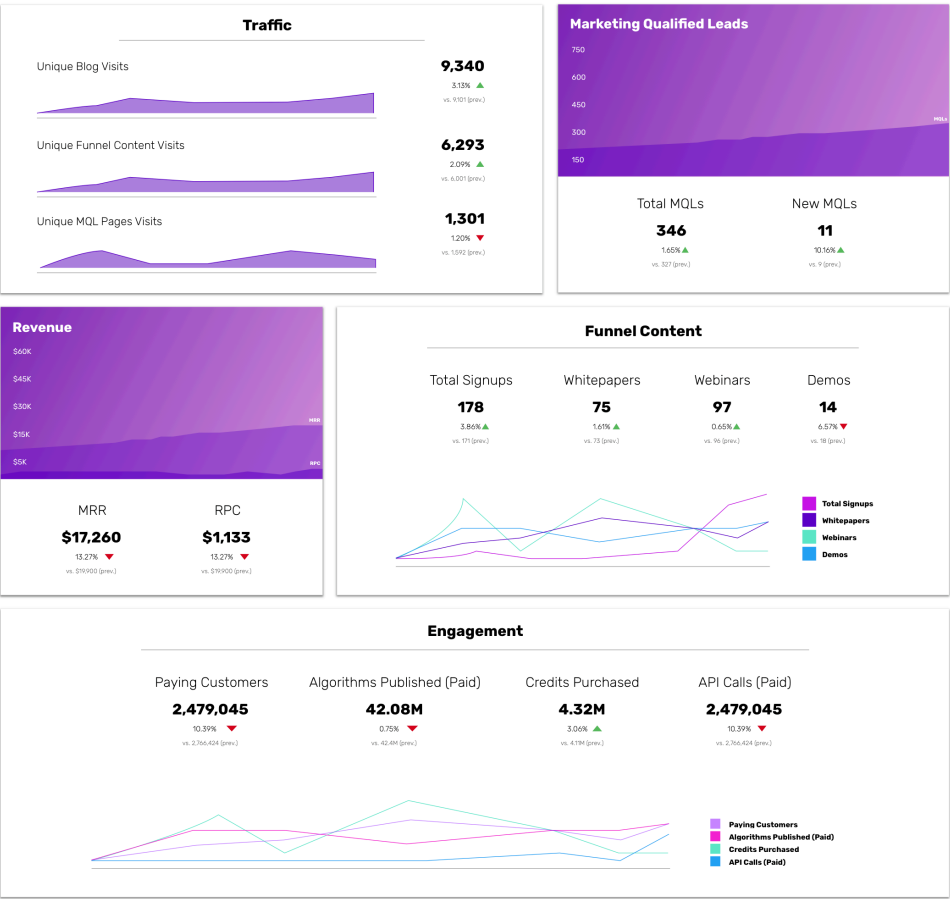 Traffic
Unique Blog Visits
9,340
3.13%
vs. 9,101 (prev.)
Unique Funnel Content Visits
6,293
2.09%
vs. 6,001 (prev.)
Unique MQL Pages Visits
1,301
1.20%
vs. 1,592 (prev.)
Marketing Qualified Leads
750
600
450
300
150
MQLs
Total MQLs
346
1.65%
vs. 327 (prev.)
New MQLs
11
10.16%
vs. 9 (prev.)
Revenue
$60K
$45K
$30K
$15K
$5K
MRR
RPC
MRR
$17,260
13.27%
vs. $19,900 (prev.)
RPC
$1,133
13.27%
vs. $19,900 (prev.)
Funnel Content
Total Signups
178
3.86%
vs. 171 (prev.)
Whitepapers
75
1.61%
vs. 73 (prev.)
Webinars
97
0.65%
vs. 96 (prev.)
Demos
14
6.57%
vs. 18 (prev.)
Total Signups
Whitepapers
Webinars
Demos
Engagement
Paying Customers
2,479,045
10.39%
vs. 2,766,424 (prev.)
Algorithms Published (Paid)
42.08M
0.75%
vs. 42.4M (prev.)
Credits Purchased
4.32M
3.06%
vs. 4.19M (prev.)
API Calls (Paid)
2,479,045
10.39%
vs. 2,766,424 (prev.)
Paying Customers
Algorithms Published (Paid)
Credits Purchased
API Calls (Paid)